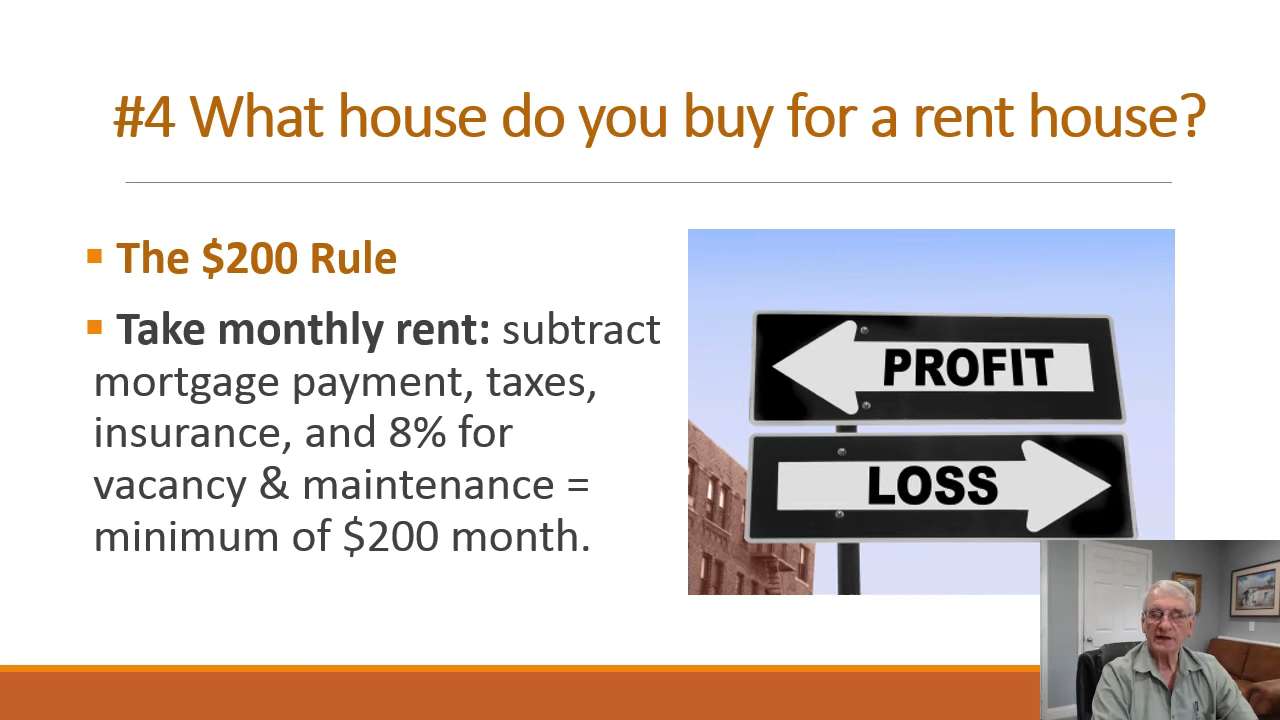 #4 What house do you buy for a rent house?
The $200 Rule
Take monthly rent: subtract
mortgage payment, taxes,
insurance, and 8% for
vacancy & maintenance =
minimum of $200 month.
PROFIT
LOSS